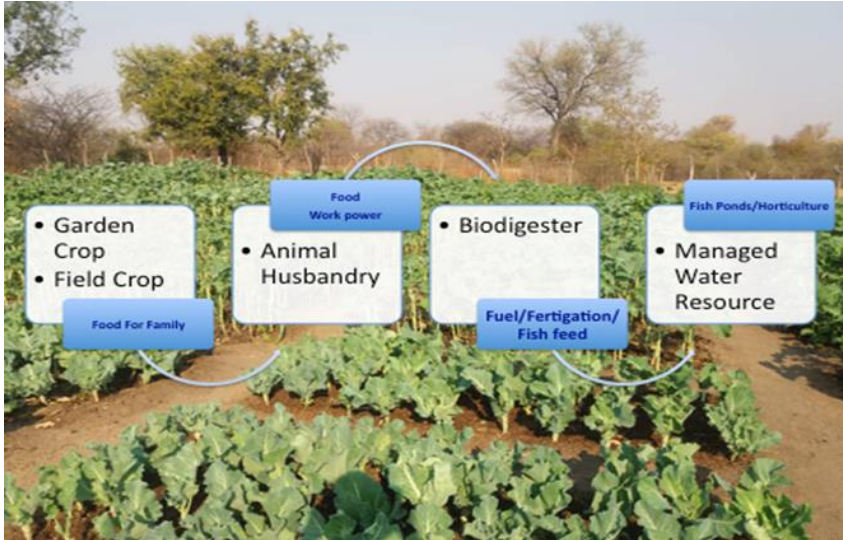 • Garden
Crop
• Field Crop
Food For Family
Food
Work power
• Animal
Husbandry
• Biodigester
Fuel/Fertigation/
Fish feed
Fish Ponds/Horticulture
• Managed
Water
Resource